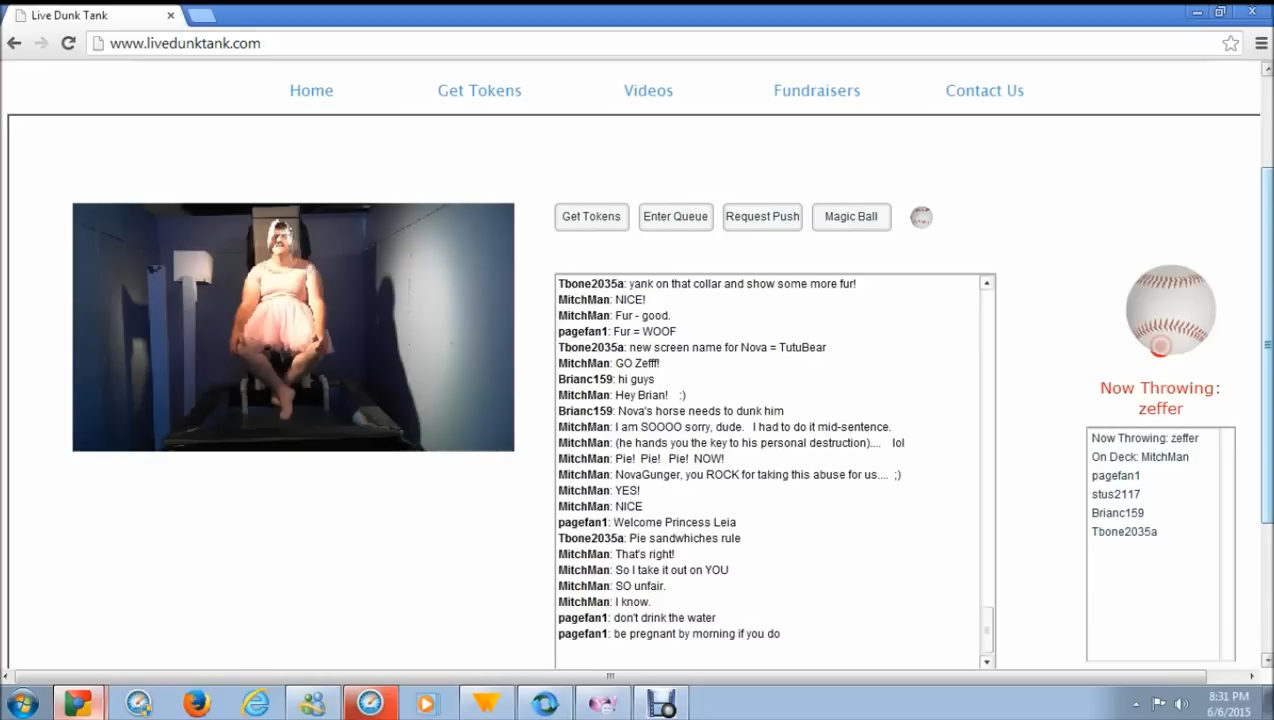 Live Dunk Tank
www.livedunktank.com
Home Get Tokens Videos Fundraisers Contact Us
Get Tokens Enter Queue Request Push Magic Ball
Tbone2035a: yank on that collar and show some more fur!
MitchMan: NICE!
MitchMan: Fur - good.
pagefan1: Fur = WOOF
Tbone2035a: new screen name for Nova = TutuBear
MitchMan: GO Zefff!
Brianc159: hi guys
MitchMan: Hey Brian! :)
Brianc159: Nova's horse needs to dunk him
MitchMan: I am SOOOO sorry, dude. I had to do it mid-sentence.
MitchMan: (he hands you the key to his personal destruction).... lol
MitchMan: Pie! Pie! Pie! NOW!
MitchMan: NovaGunger, you ROCK for taking this abuse for us.... ;)
MitchMan: YES!
MitchMan: NICE
pagefan1: Welcome Princess Leia
Tbone2035a: Pie sandwhiches rule
MitchMan: That's right!
MitchMan: So I take it out on YOU
MitchMan: SO unfair.
MitchMan: I know.
pagefan1: don't drink the water
pagefan1: be pregnant by morning if you do
Now Throwing:
zeffer
Now Throwing: zeffer
On Deck: MitchMan
pagefan1
stus2117
Brianc159
Tbone2035a
8:31 PM
6/6/2015